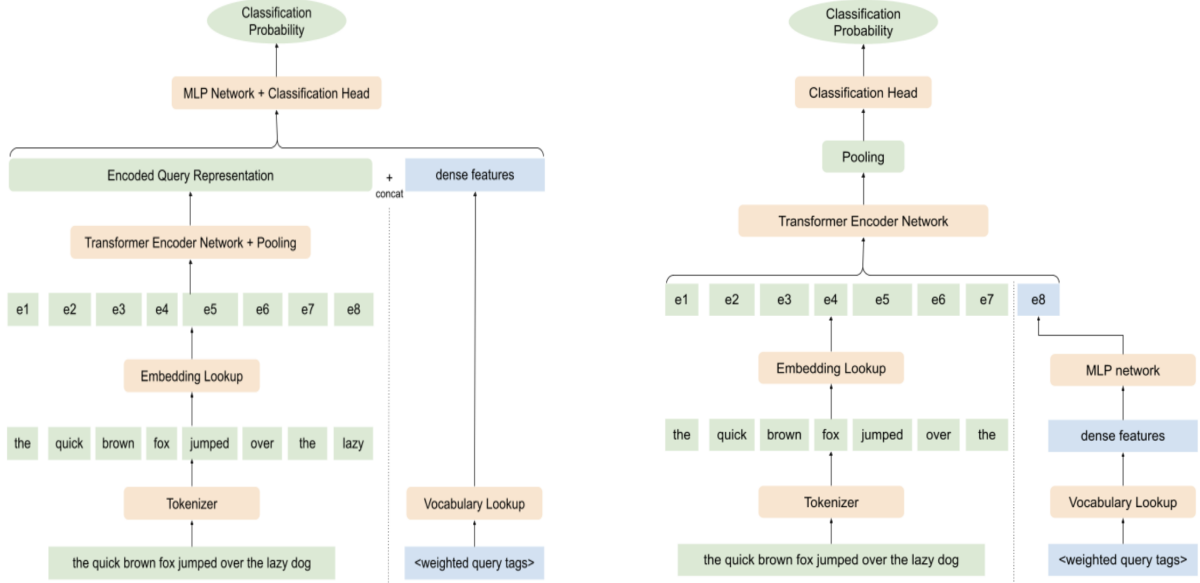 Classification
Probability
MLP Network + Classification Head
Encoded Query Representation
+
concat
dense features
Transformer Encoder Network + Pooling
e1 e2 e3 e4 e5 e6 e7 e8
Embedding Lookup
the quick brown fox jumped over the lazy
Tokenizer
Vocabulary Lookup
the quick brown fox jumped over the lazy dog
<weighted query tags>
Classification
Probability
Classification Head
Pooling
Transformer Encoder Network
e1 e2 e3 e4 e5 e6 e7 e8
Embedding Lookup
MLP network
the quick brown fox jumped over the
dense features
Tokenizer
Vocabulary Lookup
the quick brown fox jumped over the lazy dog
<weighted query tags>